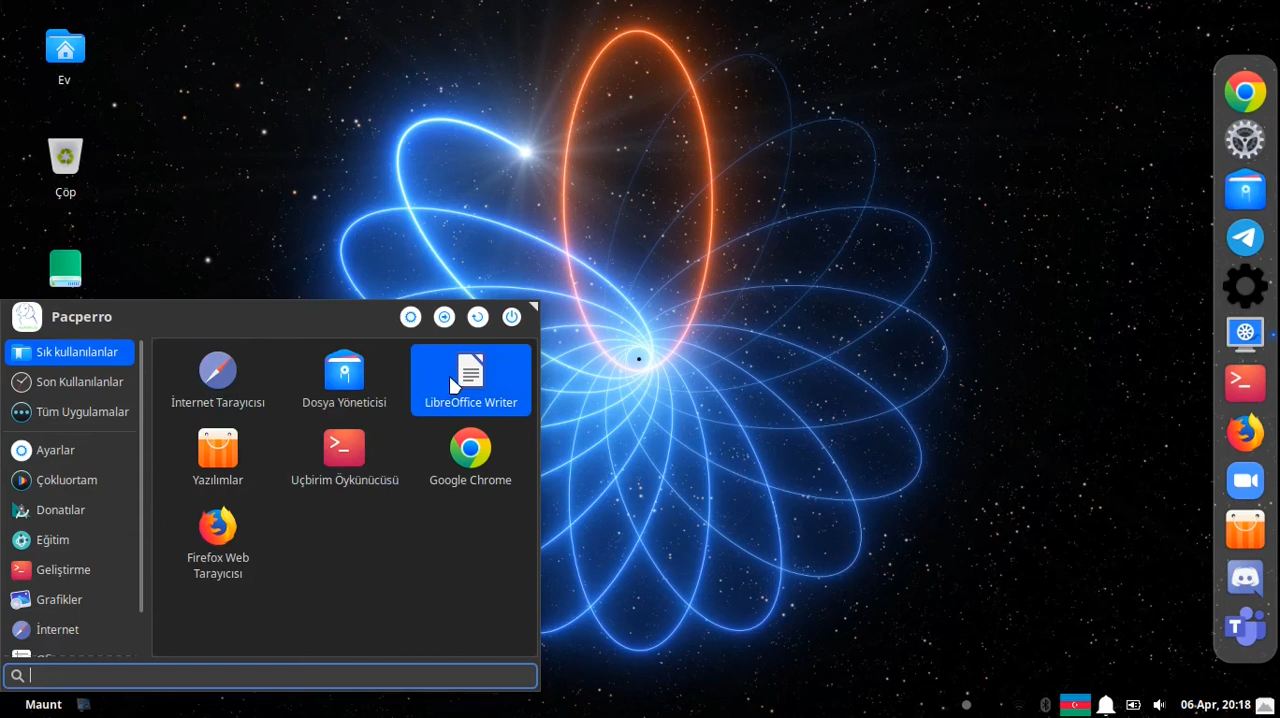 Ev
Çöp
Pacperro
Sık kullanılanlar
Son Kullanılanlar
Tüm Uygulamalar
Ayarlar
Çokluortam
Donatılar
Eğitim
Geliştirme
Grafikler
İnternet
İnternet Tarayıcısı
Dosya Yöneticisi
LibreOffice Writer
Yazılımlar
Uçbirim Öykünücüsü
Google Chrome
Firefox Web
Tarayıcısı
Maunt
06-Apr, 20:18